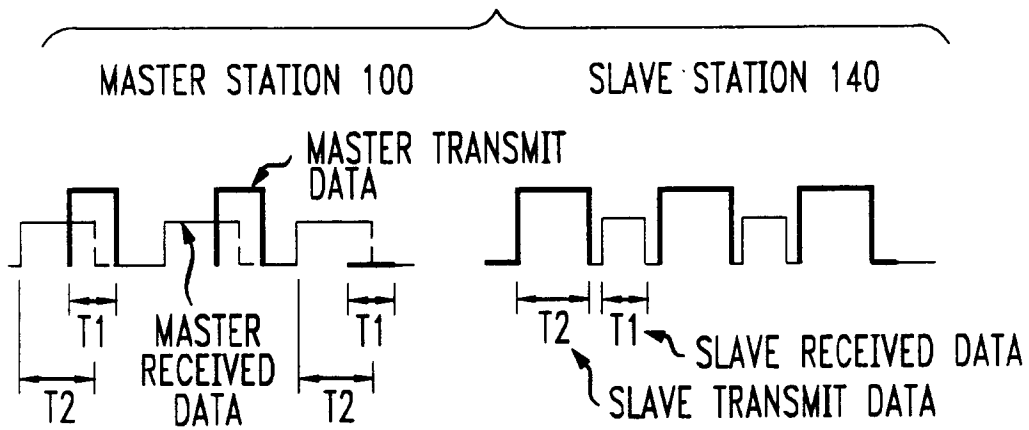 MASTER STATION 100
SLAVE STATION 140
MASTER TRANSMIT
DATA
T1
MASTER
RECEIVED
DATA
T2
T1
T2
T2
T1
SLAVE RECEIVED DATA
SLAVE TRANSMIT DATA